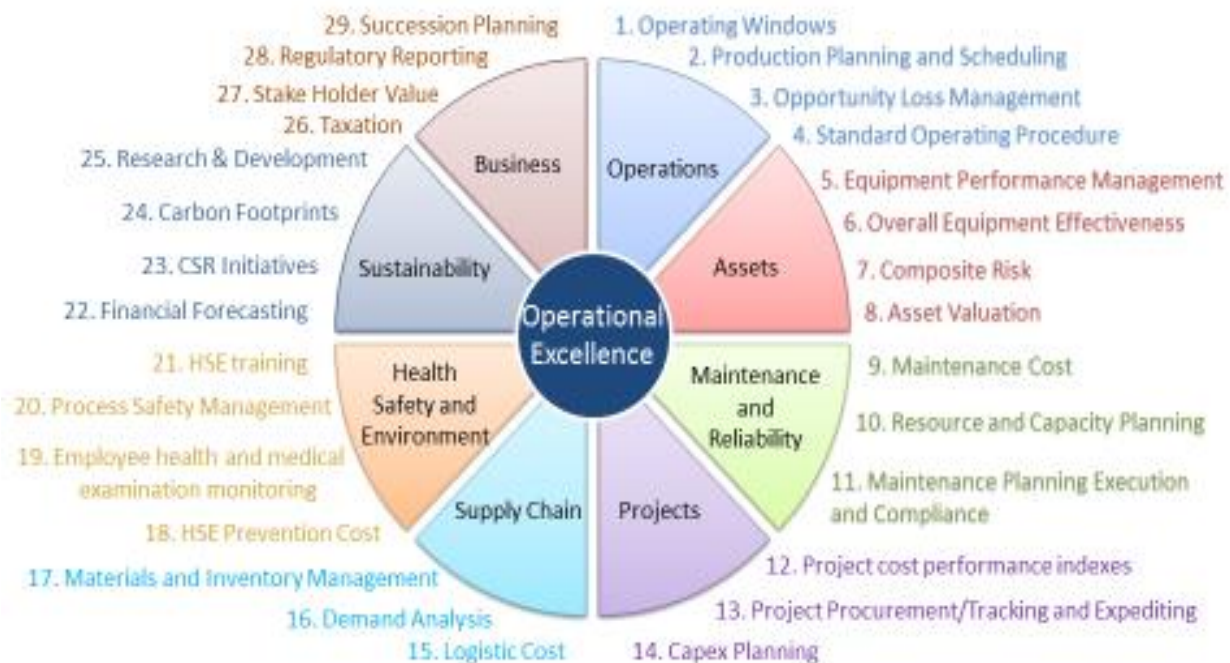 29. Succession Planning
28. Regulatory Reporting
27. Stake Holder Value
26. Taxation
25. Research & Development
24. Carbon Footprints
23. CSR Initiatives
22. Financial Forecasting
21. HSE training
20. Process Safety Management
19. Employee health and medical
examination monitoring
18. HSE Prevention Cost
17. Materials and Inventory Management
16. Demand Analysis
15. Logistic Cost
1. Operating Windows
2. Production Planning and Scheduling
3. Opportunity Loss Management
4. Standard Operating Procedure
5. Equipment Performance Management
6. Overall Equipment Effectiveness
7. Composite Risk
8. Asset Valuation
9. Maintenance Cost
10. Resource and Capacity Planning
11. Maintenance Planning Execution
and Compliance
12. Project cost performance indexes
13. Project Procurement/Tracking and Expediting
14. Capex Planning
Business
Operations
Sustainability
Assets
Operational
Excellence
Health
Safety and
Environment
Maintenance
and
Reliability
Supply Chain
Projects